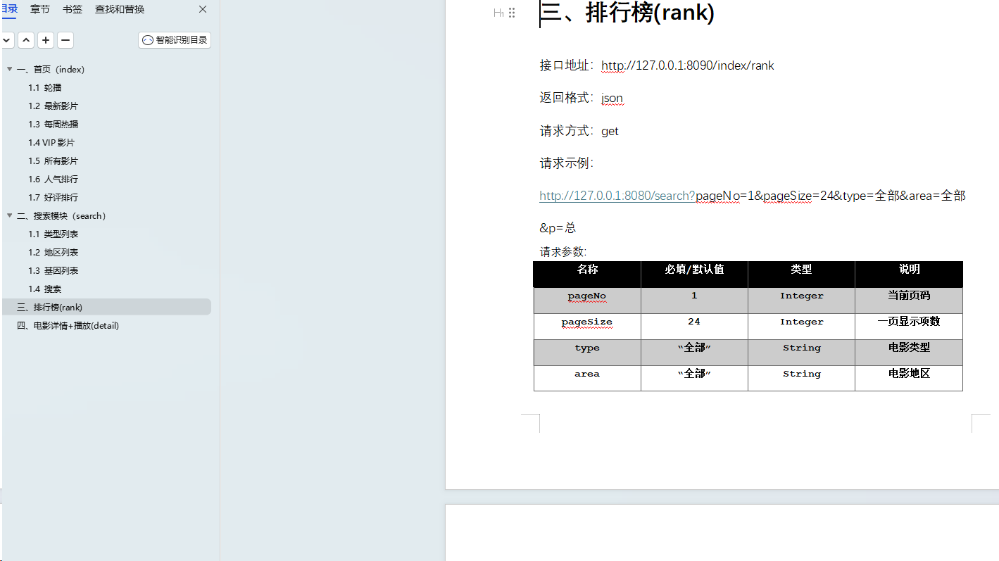 目录 章节 书签 查找和替换
智能识别目录
一、首页（index）
1.1 轮播
1.2 最新影片
1.3 每周热播
1.4 VIP 影片
1.5 所有影片
1.6 人气排行
1.7 好评排行
二、搜索模块（search）
1.1 类型列表
1.2 地区列表
1.3 基因列表
1.4 搜索
三、排行榜(rank)
四、电影详情+播放(detail)
H1 三、排行榜(rank)
接口地址：http://127.0.0.1:8090/index/rank
返回格式：json
请求方式：get
请求示例：
http://127.0.0.1:8080/search?pageNo=1&pageSize=24&type=全部&area=全部
&p=总
请求参数:
名称 必填/默认值 类型 说明
pageNo 1 Integer 当前页码
pageSize 24 Integer 一页显示项数
type “全部” String 电影类型
area “全部” String 电影地区